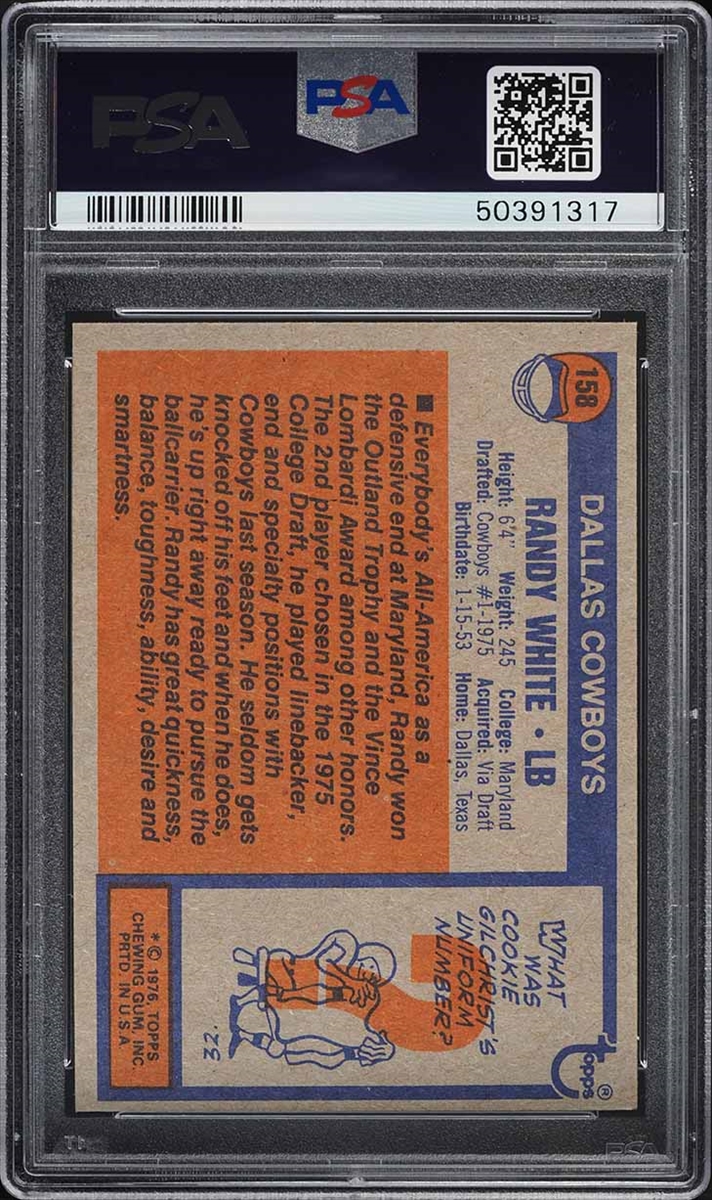 PSA
PSA
50391317
158
DALLAS COWBOYS
RANDY WHITE • LB
Height: 6'4" Weight: 245 College: Maryland
Drafted: Cowboys #1-1975 Acquired: Via Draft
Birthdate: 1-15-53 Home: Dallas, Texas
■ Everybody's All-America as a
defensive end at Maryland, Randy won
the Outland Trophy and the Vince
Lombardi Award among other honors.
The 2nd player chosen in the 1975
College Draft, he played linebacker,
end and specialty positions with
Cowboys last season. He seldom gets
knocked off his feet and when he does,
he's up right away ready to pursue the
ballcarrier. Randy has great quickness,
balance, toughness, ability, desire and
smartness.
topps®
WHAT
WAS
COOKIE
GILCHRIST'S
UNIFORM
NUMBER?
?
32.
* © 1976, TOPPS
CHEWING GUM, INC.
PRTD. IN U.S.A.
PSA